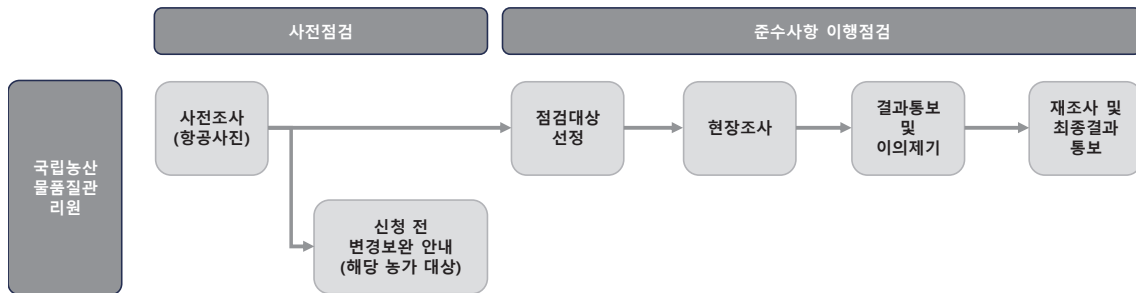 사전점검
준수사항 이행점검
국립농산
물품질관
리원
사전조사
(항공사진)
점검대상
선정
현장조사
결과통보
및
이의제기
재조사 및
최종결과
통보
신청 전
변경보완 안내
(해당 농가 대상)